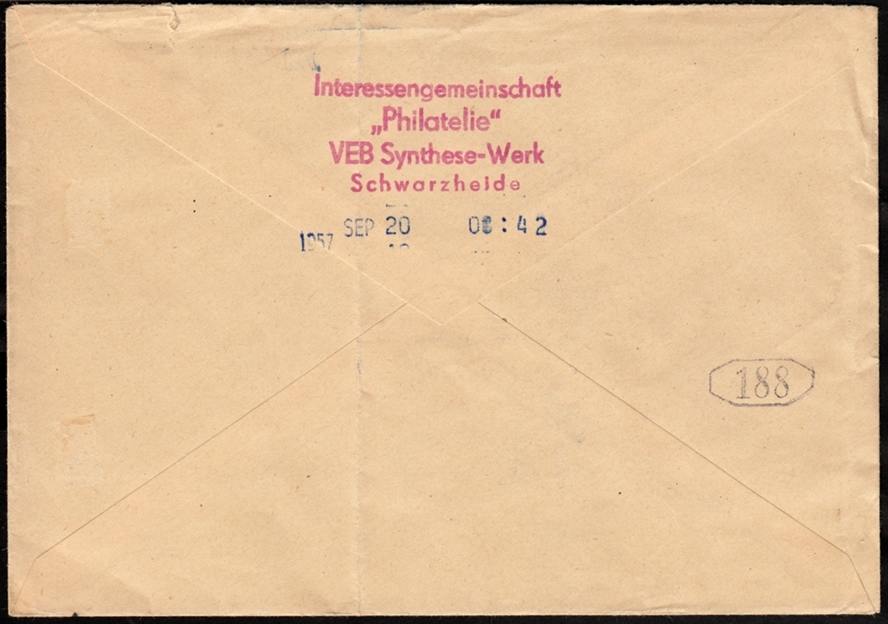 Interessengemeinschaft
„Philatelie“
VEB Synthese-Werk
Schwarzheide
1957 SEP 20 :42
188